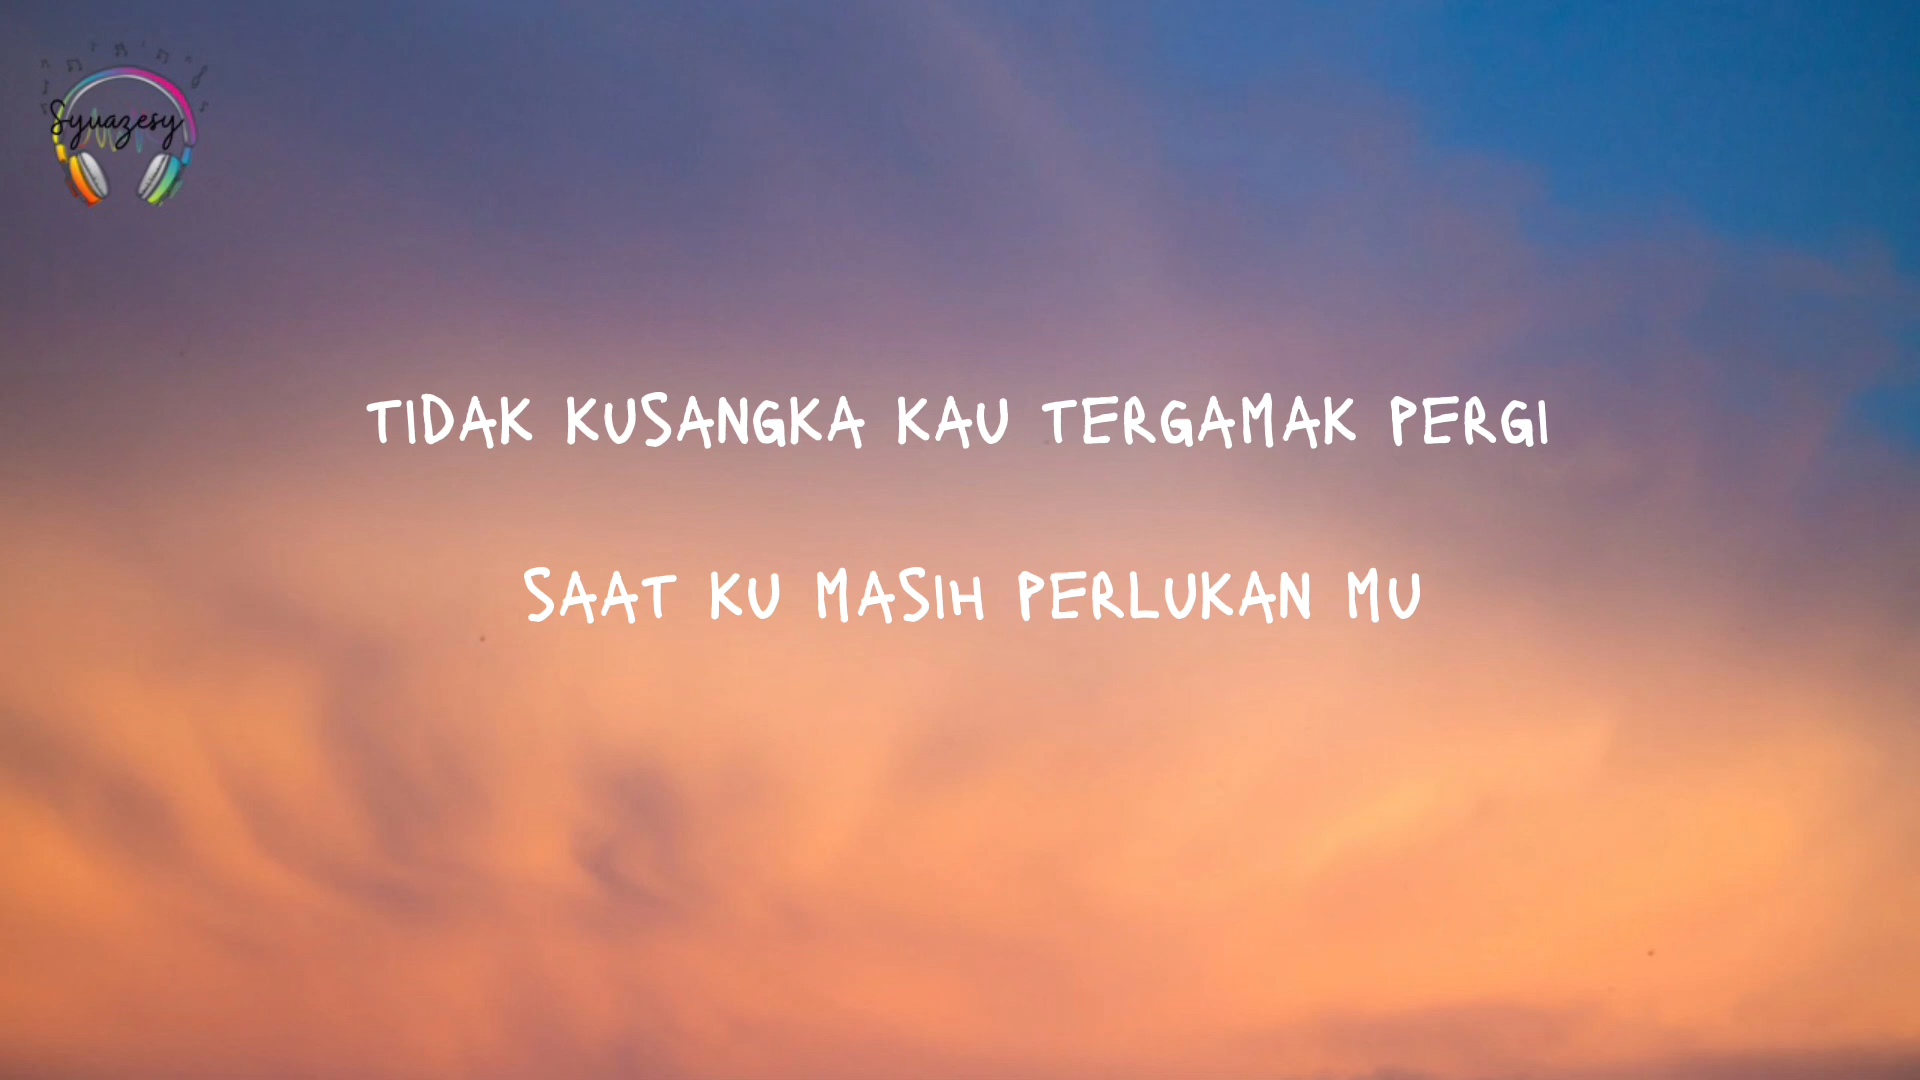 Syuazesy
TIDAK KUSANGKA KAU TERGAMAK PERGI
SAAT KU MASIH PERLUKAN MU